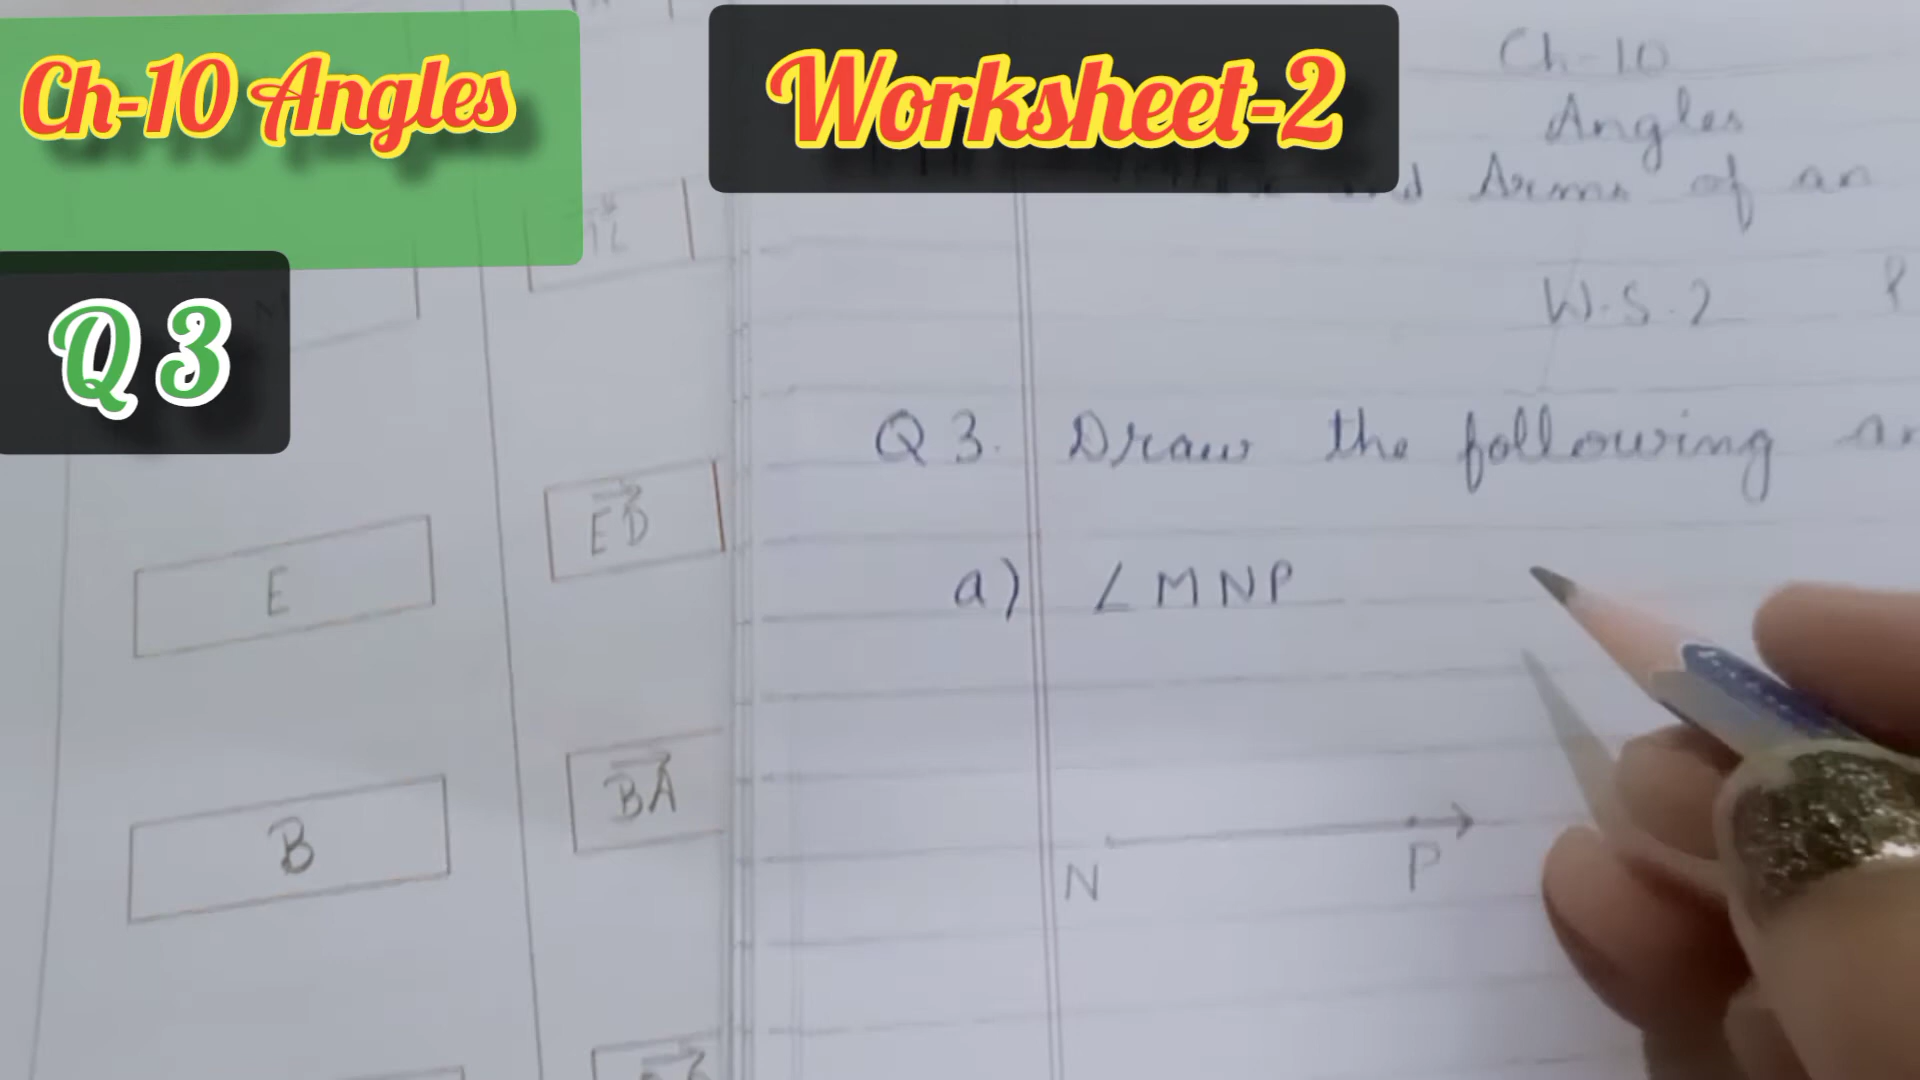 Ch-10 Angles
Worksheet-2
Q 3
Ch-10
Angles
and Arms of an
W.S.2
Q3. Draw the following
a) ∠MNP
N P
E
ED
B
BA